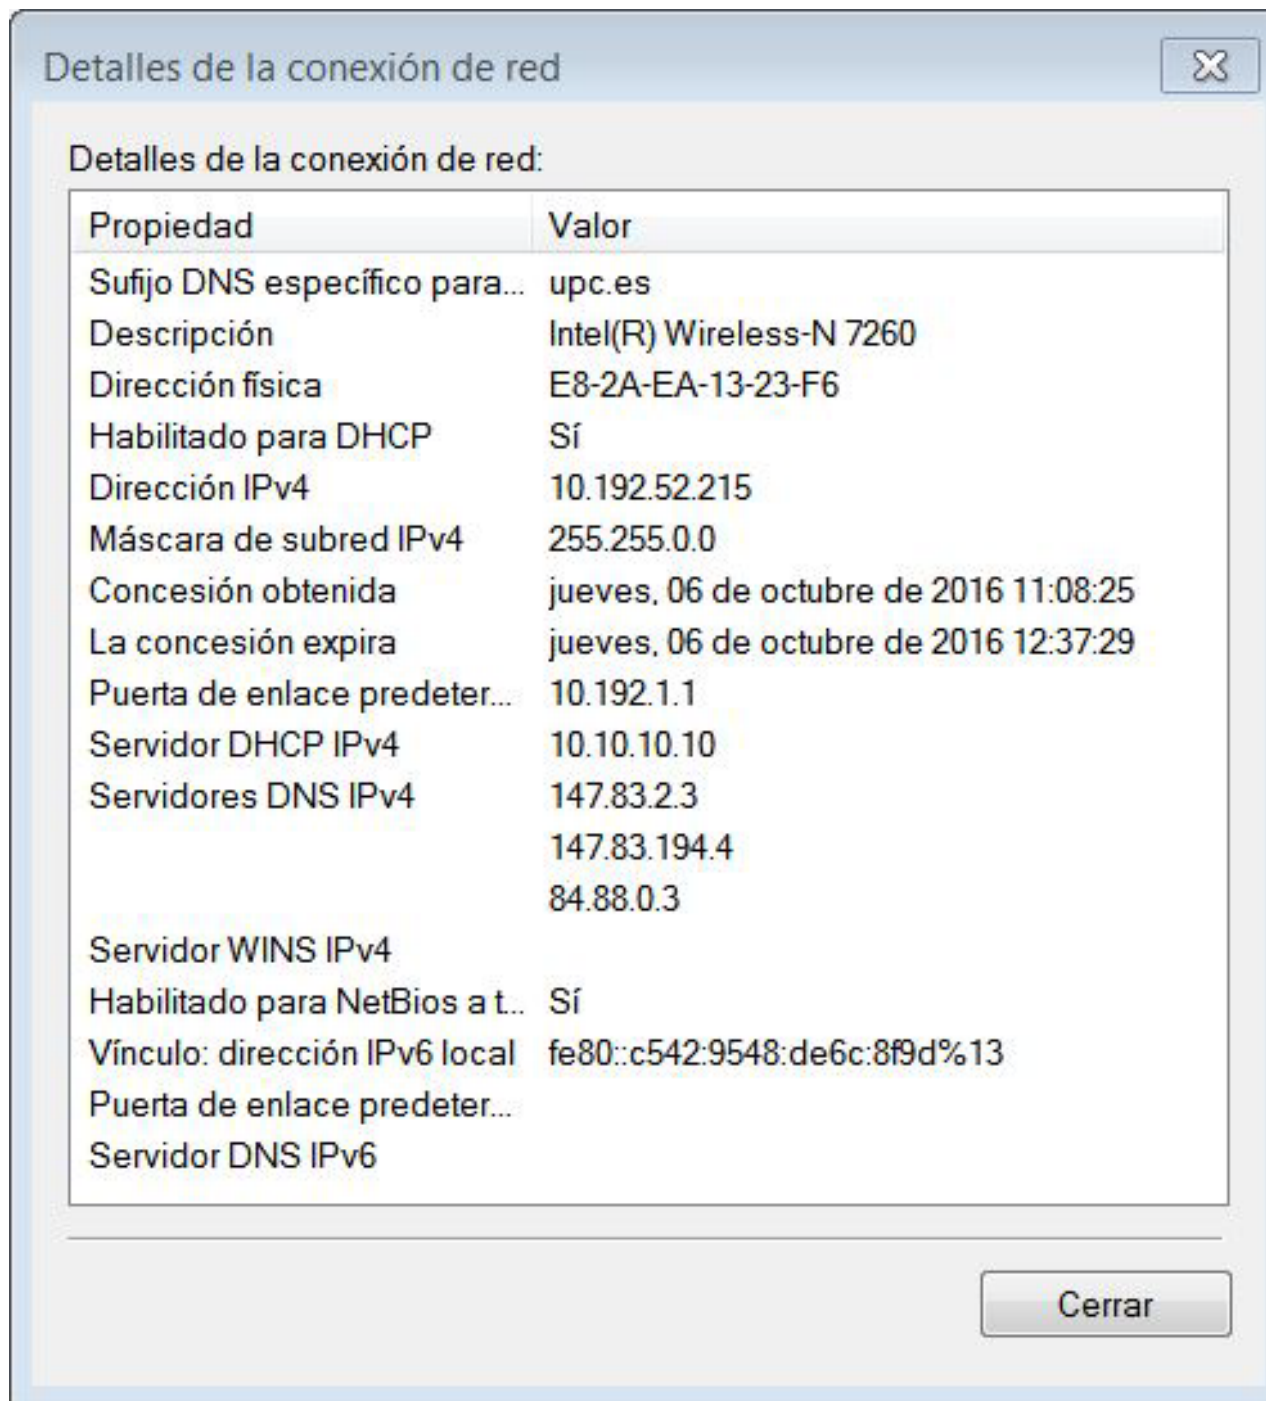 Detalles de la conexión de red
Detalles de la conexión de red:
Propiedad Valor
Sufijo DNS específico para... upc.es
Descripción Intel(R) Wireless-N 7260
Dirección física E8-2A-EA-13-23-F6
Habilitado para DHCP Sí
Dirección IPv4 10.192.52.215
Máscara de subred IPv4 255.255.0.0
Concesión obtenida jueves, 06 de octubre de 2016 11:08:25
La concesión expira jueves, 06 de octubre de 2016 12:37:29
Puerta de enlace predeter... 10.192.1.1
Servidor DHCP IPv4 10.10.10.10
Servidores DNS IPv4 147.83.2.3
147.83.194.4
84.88.0.3
Servidor WINS IPv4
Habilitado para NetBios a t... Sí
Vínculo: dirección IPv6 local fe80::c542:9548:de6c:8f9d%13
Puerta de enlace predeter...
Servidor DNS IPv6
Cerrar